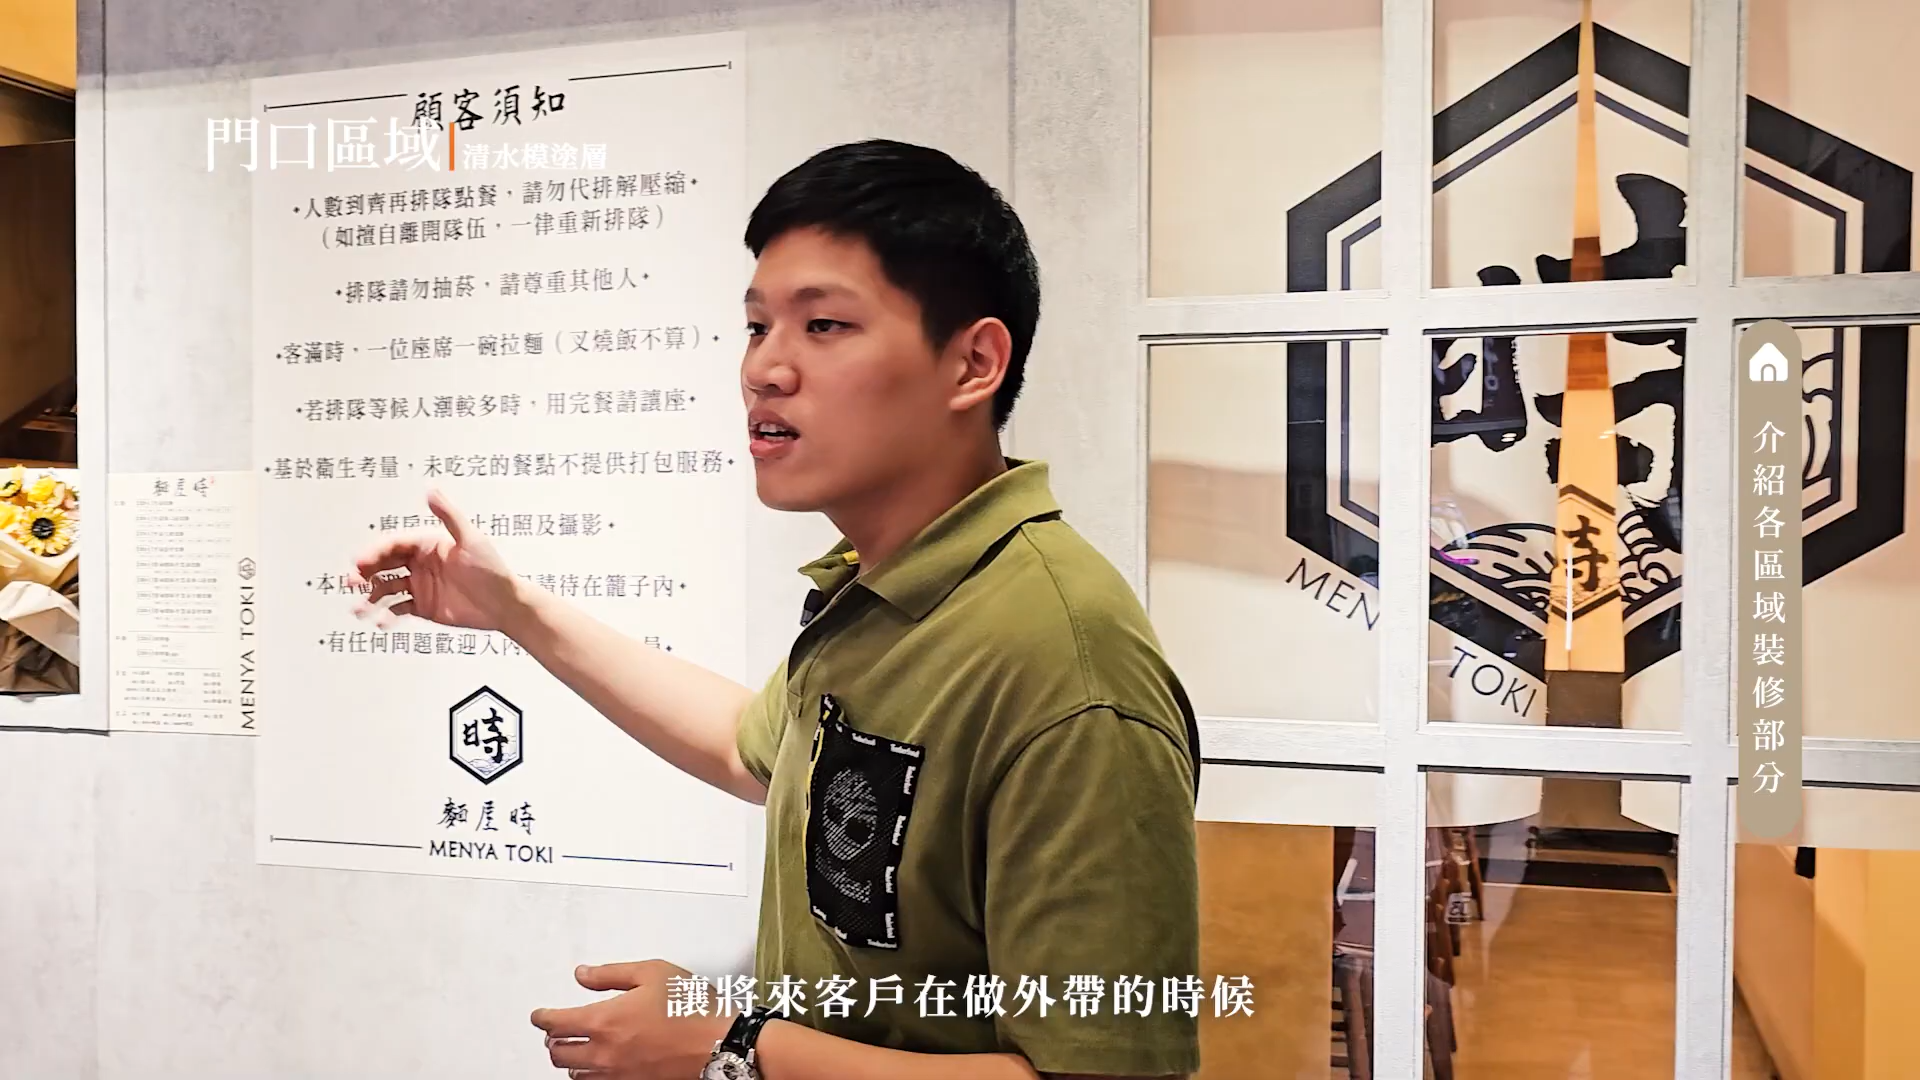 顧客須知
門口區域
清水模塗層
•人數到齊再排隊點餐，請勿代排解壓縮•
（如擅自離開隊伍，一律重新排隊）
•排隊請勿抽菸，請尊重其他人•
•客滿時，一位座席一碗拉麵（叉燒飯不算）•
•若排隊等候人潮較多時，用完餐請讓座•
•基於衛生考量，未吃完的餐點不提供打包服務•
止拍照及攝影•
•本店
請待在籠子內•
•有任何問題歡迎入內
員•
時
麵屋時
MENYA TOKI
麵屋時
MENYA TOKI
時
MEN
TOKI
時
Timberland
介紹各區域裝修部分
讓將來客戶在做外帶的時候